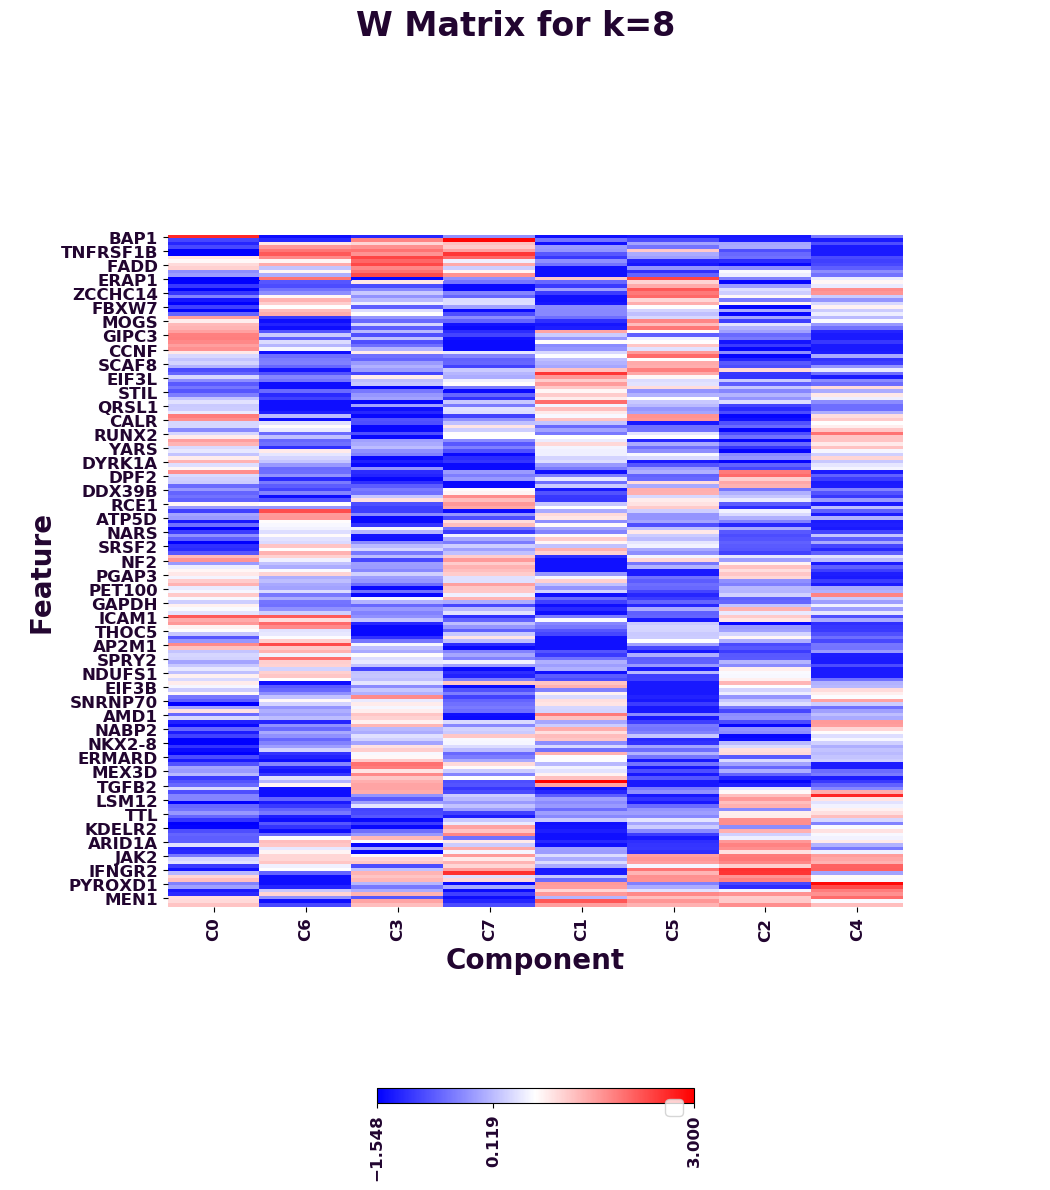 W Matrix for k=8
BAP1
TNFRSF1B
FADD
ERAP1
ZCCHC14
FBXW7
MOGS
GIPC3
CCNF
SCAF8
EIF3L
STIL
QRSL1
CALR
RUNX2
YARS
DYRK1A
DPF2
DDX39B
RCE1
ATP5D
NARS
SRSF2
NF2
PGAP3
PET100
GAPDH
ICAM1
THOC5
AP2M1
SPRY2
NDUFS1
EIF3B
SNRNP70
AMD1
NABP2
NKX2-8
ERMARD
MEX3D
TGFB2
LSM12
TTL
KDELR2
ARID1A
JAK2
IFNGR2
PYROXD1
MEN1
Feature
C0 C6 C3 C7 C1 C5 C2 C4
Component
−1.548 0.119 3.000